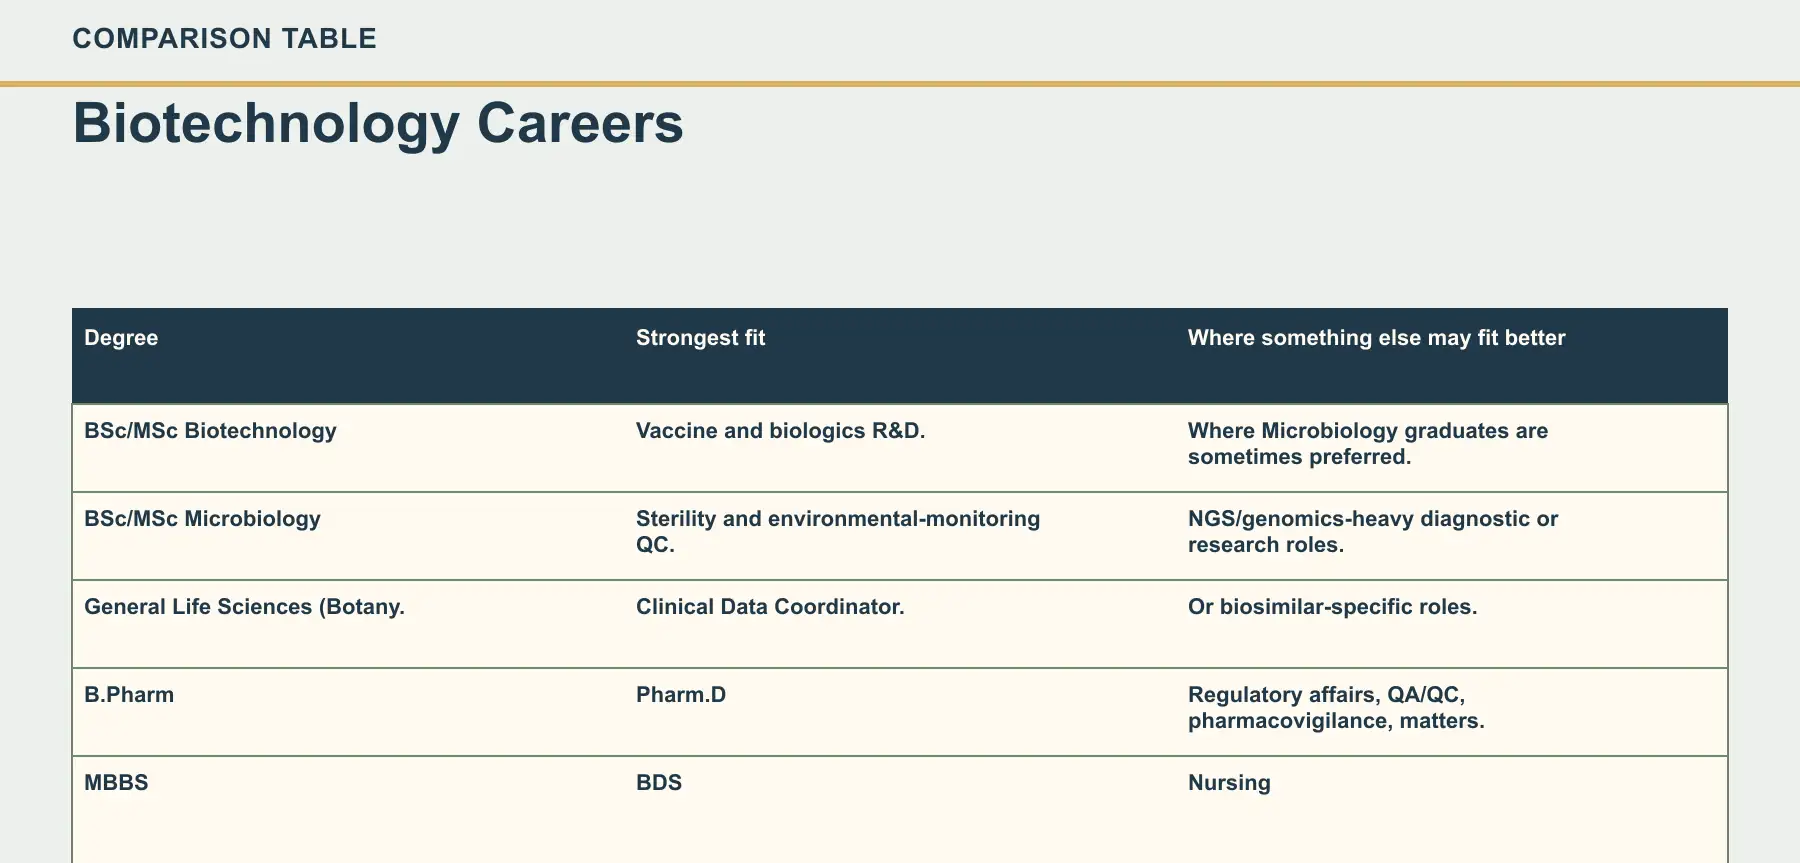 COMPARISON TABLE
Biotechnology Careers
Degree
Strongest fit
Where something else may fit better
BSc/MSc Biotechnology
Vaccine and biologics R&D.
Where Microbiology graduates are
sometimes preferred.
BSc/MSc Microbiology
Sterility and environmental-monitoring
QC.
NGS/genomics-heavy diagnostic or
research roles.
General Life Sciences (Botany.
Clinical Data Coordinator.
Or biosimilar-specific roles.
B.Pharm
Pharm.D
Regulatory affairs, QA/QC,
pharmacovigilance, matters.
MBBS
BDS
Nursing